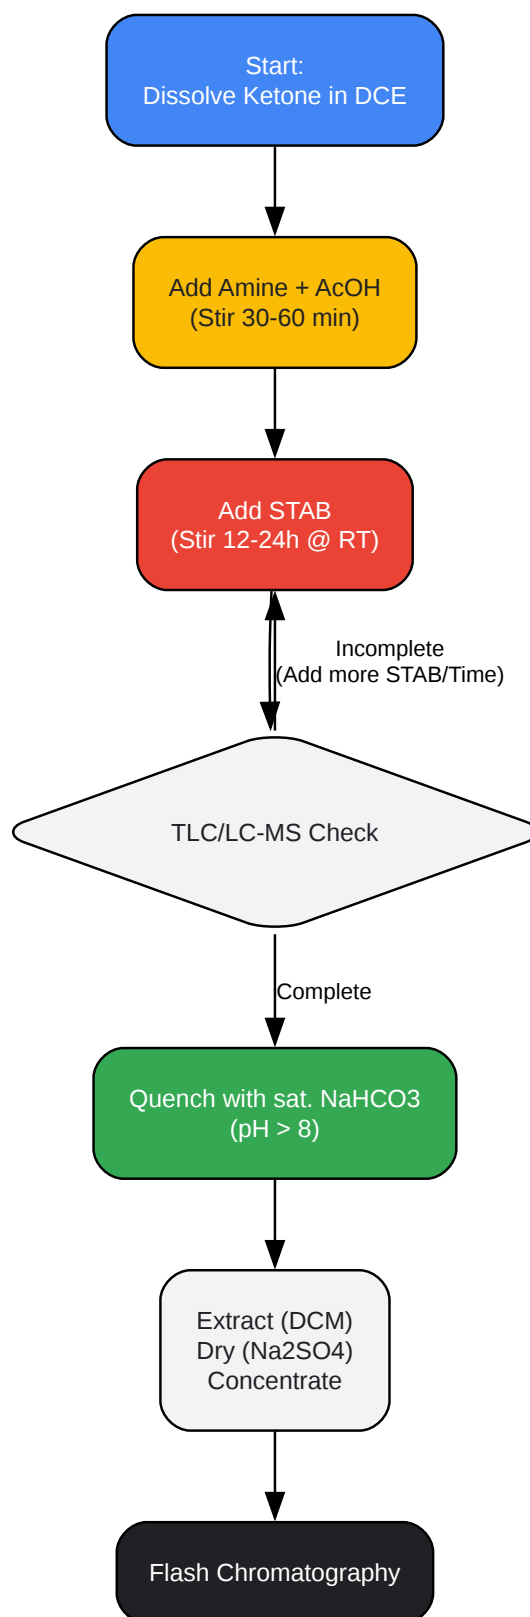 Start:
Dissolve Ketone in DCE
Add Amine + AcOH
(Stir 30-60 min)
Add STAB
(Stir 12-24h @ RT)
Incomplete
(Add more STAB/Time)
TLC/LC-MS Check
Complete
Quench with sat. NaHCO3
(pH > 8)
Extract (DCM)
Dry (Na2SO4)
Concentrate
Flash Chromatography